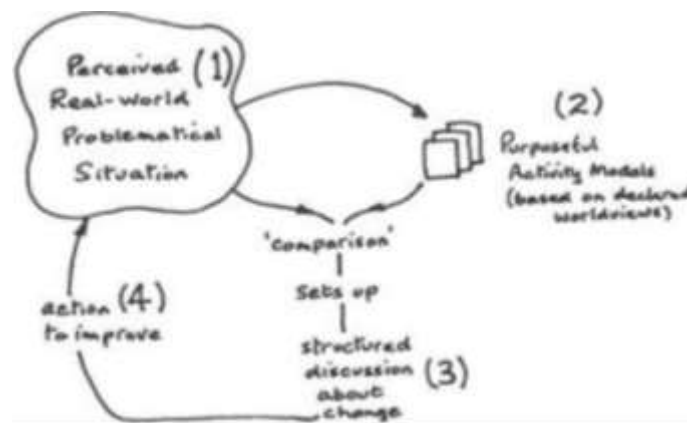 Perceived (1)
Real-world
Problematical
Situation
(2)
Purposeful
Activity Models
(based on declared
worldviews)
'comparison'
sets up
structured
discussion (3)
about
change
action (4)
to improve